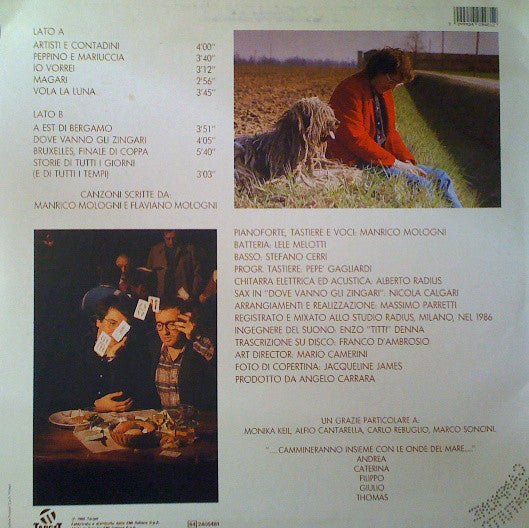 LATO A
ARTISTI E CONTADINI 4'00"
PEPPINO E MARIUCCIA 3'40"
IO VORREI 3'12"
MAGARI 2'56"
VOLA LA LUNA 3'45"
LATO B
A EST DI BERGAMO 3'51"
DOVE VANNO GLI ZINGARI 4'05"
BRUXELLES, FINALE DI COPPA 5'40"
STORIE DI TUTTI I GIORNI
(E DI TUTTI I TEMPI) 3'03"
CANZONI SCRITTE DA:
MANRICO MOLOGNI E FLAVIANO MOLOGNI
PIANOFORTE, TASTIERE E VOCI: MANRICO MOLOGNI
BATTERIA: LELE MELOTTI
BASSO: STEFANO CERRI
PROGR. TASTIERE: PEPE' GAGLIARDI
CHITARRA ELETTRICA ED ACUSTICA: ALBERTO RADIUS
SAX IN "DOVE VANNO GLI ZINGARI": NICOLA CALGARI
ARRANGIAMENTI E REALIZZAZIONE: MASSIMO PARRETTI
REGISTRATO E MIXATO ALLO STUDIO RADIUS, MILANO, NEL 1986
INGEGNERE DEL SUONO: ENZO "TITTI" DENNA
TRASCRIZIONE SU DISCO: FRANCO D'AMBROSIO
ART DIRECTOR: MARIO CAMERINI
FOTO DI COPERTINA: JACQUELINE JAMES
PRODOTTO DA ANGELO CARRARA
UN GRAZIE PARTICOLARE A:
MONIKA KEIL, ALFIO CANTARELLA, CARLO REBUGLIO, MARCO SONCINI.
"....CAMMINERANNO INSIEME CON LE ONDE DEL MARE...."
ANDREA
CATERINA
FILIPPO
GIULIO
THOMAS
TARGET
℗ 1986 Target